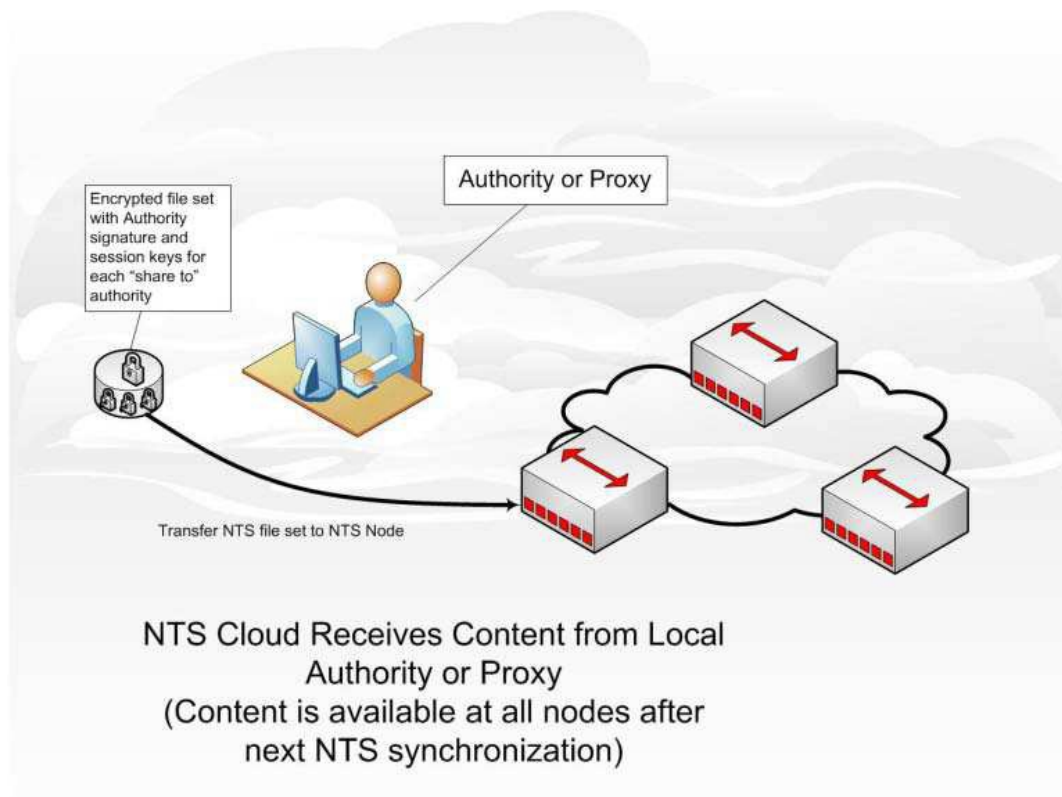 Authority or Proxy
Encrypted file set
with Authority
signature and
session keys for
each “share to”
authority
Transfer NTS file set to NTS Node
NTS Cloud Receives Content from Local
Authority or Proxy
(Content is available at all nodes after
next NTS synchronization)